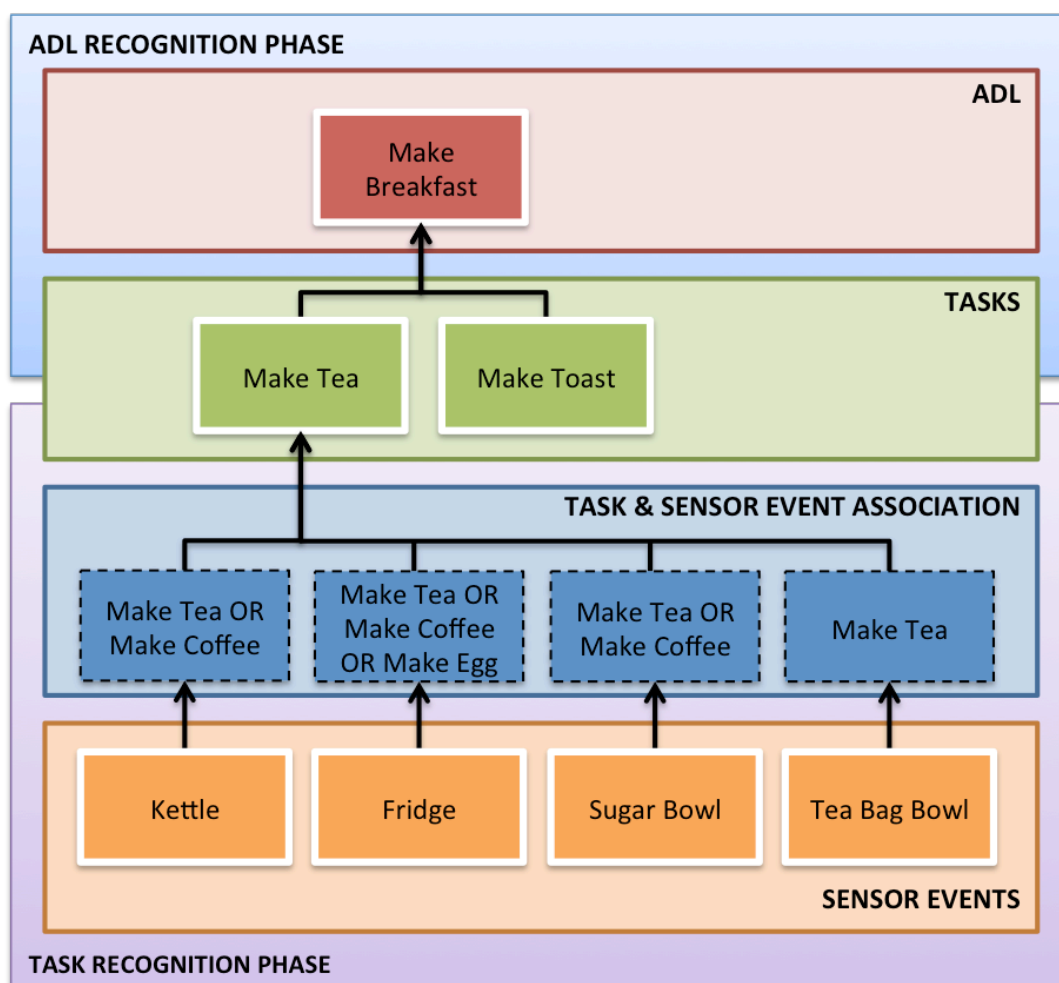 ADL RECOGNITION PHASE
ADL
Make
Breakfast
TASKS
Make Tea
Make Toast
TASK & SENSOR EVENT ASSOCIATION
Make Tea OR
Make Coffee
Make Tea OR
Make Coffee
OR Make Egg
Make Tea OR
Make Coffee
Make Tea
Kettle
Fridge
Sugar Bowl
Tea Bag Bowl
SENSOR EVENTS
TASK RECOGNITION PHASE